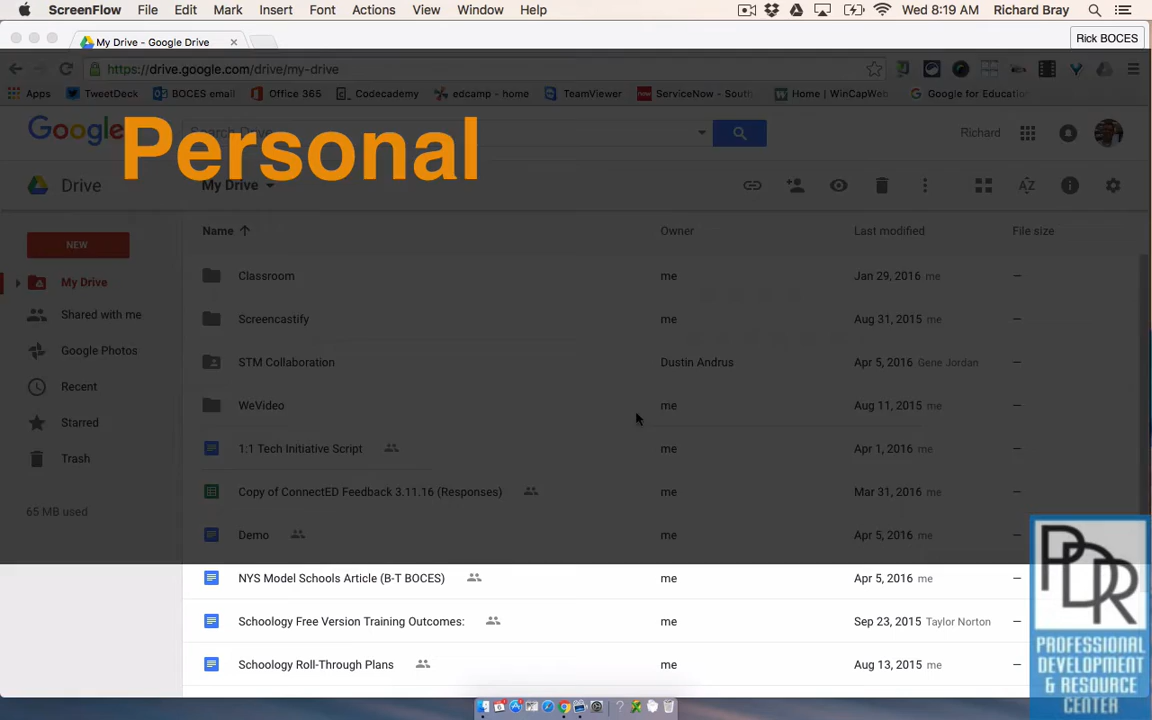 ScreenFlow File Edit Mark Insert Font Actions View Window Help Wed 8:19 AM Richard Bray
My Drive - Google Drive Rick BOCES
https://drive.google.com/drive/my-drive
Apps TweetDeck BOCES email Office 365 Codecademy edcamp - home TeamViewer ServiceNow - South Home | WinCapWeb Google for Education
Google Search Drive Richard
Personal
Drive My Drive
Name Owner Last modified File size
NEW
Classroom me Jan 29, 2016 me —
My Drive
Shared with me
Screencastify me Aug 31, 2015 me —
Google Photos
STM Collaboration Dustin Andrus Apr 5, 2016 Gene Jordan —
Recent
WeVideo me Aug 11, 2015 me —
Starred
1:1 Tech Initiative Script me Apr 1, 2016 me —
Trash
Copy of ConnectED Feedback 3.11.16 (Responses) me Mar 31, 2016 me —
65 MB used
Demo me Apr 5, 2016 me —
NYS Model Schools Article (B-T BOCES) me Apr 5, 2016 me —
Schoology Free Version Training Outcomes: me Sep 23, 2015 Taylor Norton —
Schoology Roll-Through Plans me Aug 13, 2015 me —
PDR
PROFESSIONAL
DEVELOPMENT
& RESOURCE
CENTER